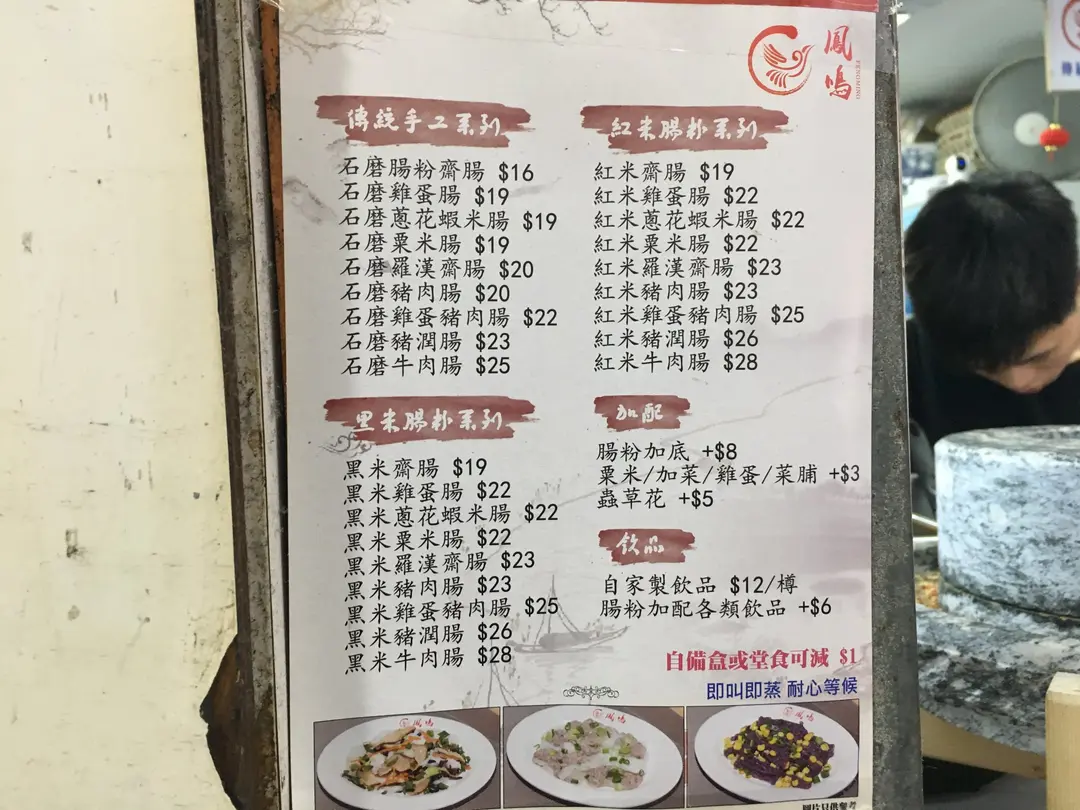 鳳鳴
FENGMING
傳統手工系列
石磨腸粉齋腸 $16
石磨雞蛋腸 $19
石磨蔥花蝦米腸 $19
石磨粟米腸 $19
石磨羅漢齋腸 $20
石磨豬肉腸 $20
石磨雞蛋豬肉腸 $22
石磨豬潤腸 $23
石磨牛肉腸 $25
紅米腸粉系列
紅米齋腸 $19
紅米雞蛋腸 $22
紅米蔥花蝦米腸 $22
紅米粟米腸 $22
紅米羅漢齋腸 $23
紅米豬肉腸 $23
紅米雞蛋豬肉腸 $25
紅米豬潤腸 $26
紅米牛肉腸 $28
黑米腸粉系列
黑米齋腸 $19
黑米雞蛋腸 $22
黑米蔥花蝦米腸 $22
黑米粟米腸 $22
黑米羅漢齋腸 $23
黑米豬肉腸 $23
黑米雞蛋豬肉腸 $25
黑米豬潤腸 $26
黑米牛肉腸 $28
加配
腸粉加底 +$8
粟米/加菜/雞蛋/菜脯 +$3
蟲草花 +$5
飲品
自家製飲品 $12/樽
腸粉加配各類飲品 +$6
自備盒或堂食可減 $1
即叫即蒸 耐心等候
鳳鳴
鳳鳴
鳳鳴
圖片只供參考